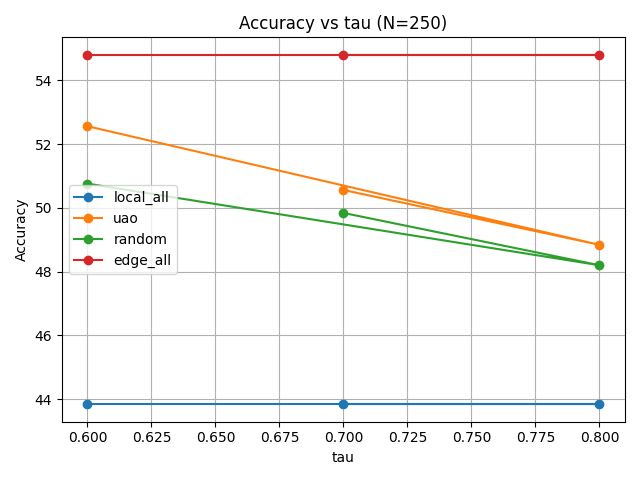 Accuracy vs tau (N=250)
54
52
50
48
46
44
Accuracy
local_all
uao
random
edge_all
0.600 0.625 0.650 0.675 0.700 0.725 0.750 0.775 0.800
tau